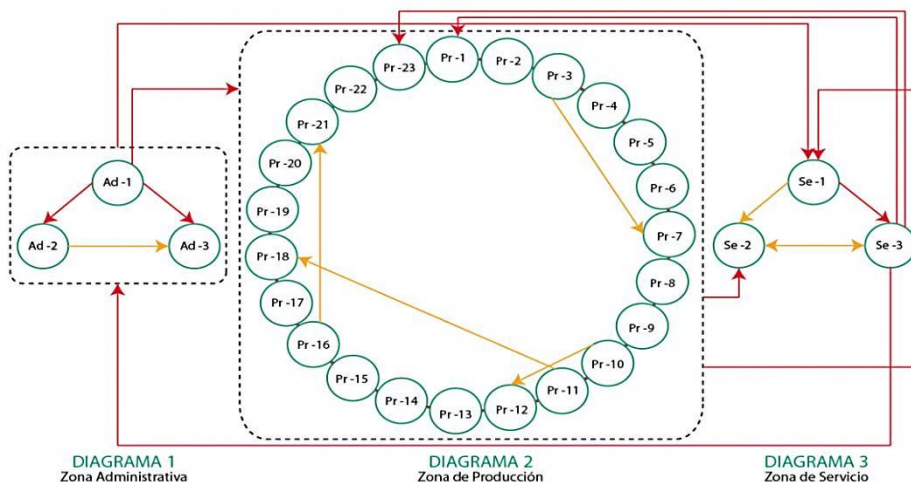 Ad -1
Ad -2
Ad -3
Pr -1
Pr -2
Pr -3
Pr -4
Pr -5
Pr -6
Pr -7
Pr -8
Pr -9
Pr -10
Pr -11
Pr -12
Pr -13
Pr -14
Pr -15
Pr -16
Pr -17
Pr -18
Pr -19
Pr -20
Pr -21
Pr -22
Pr -23
Se -1
Se -2
Se -3
DIAGRAMA 1
Zona Administrativa
DIAGRAMA 2
Zona de Producción
DIAGRAMA 3
Zona de Servicio